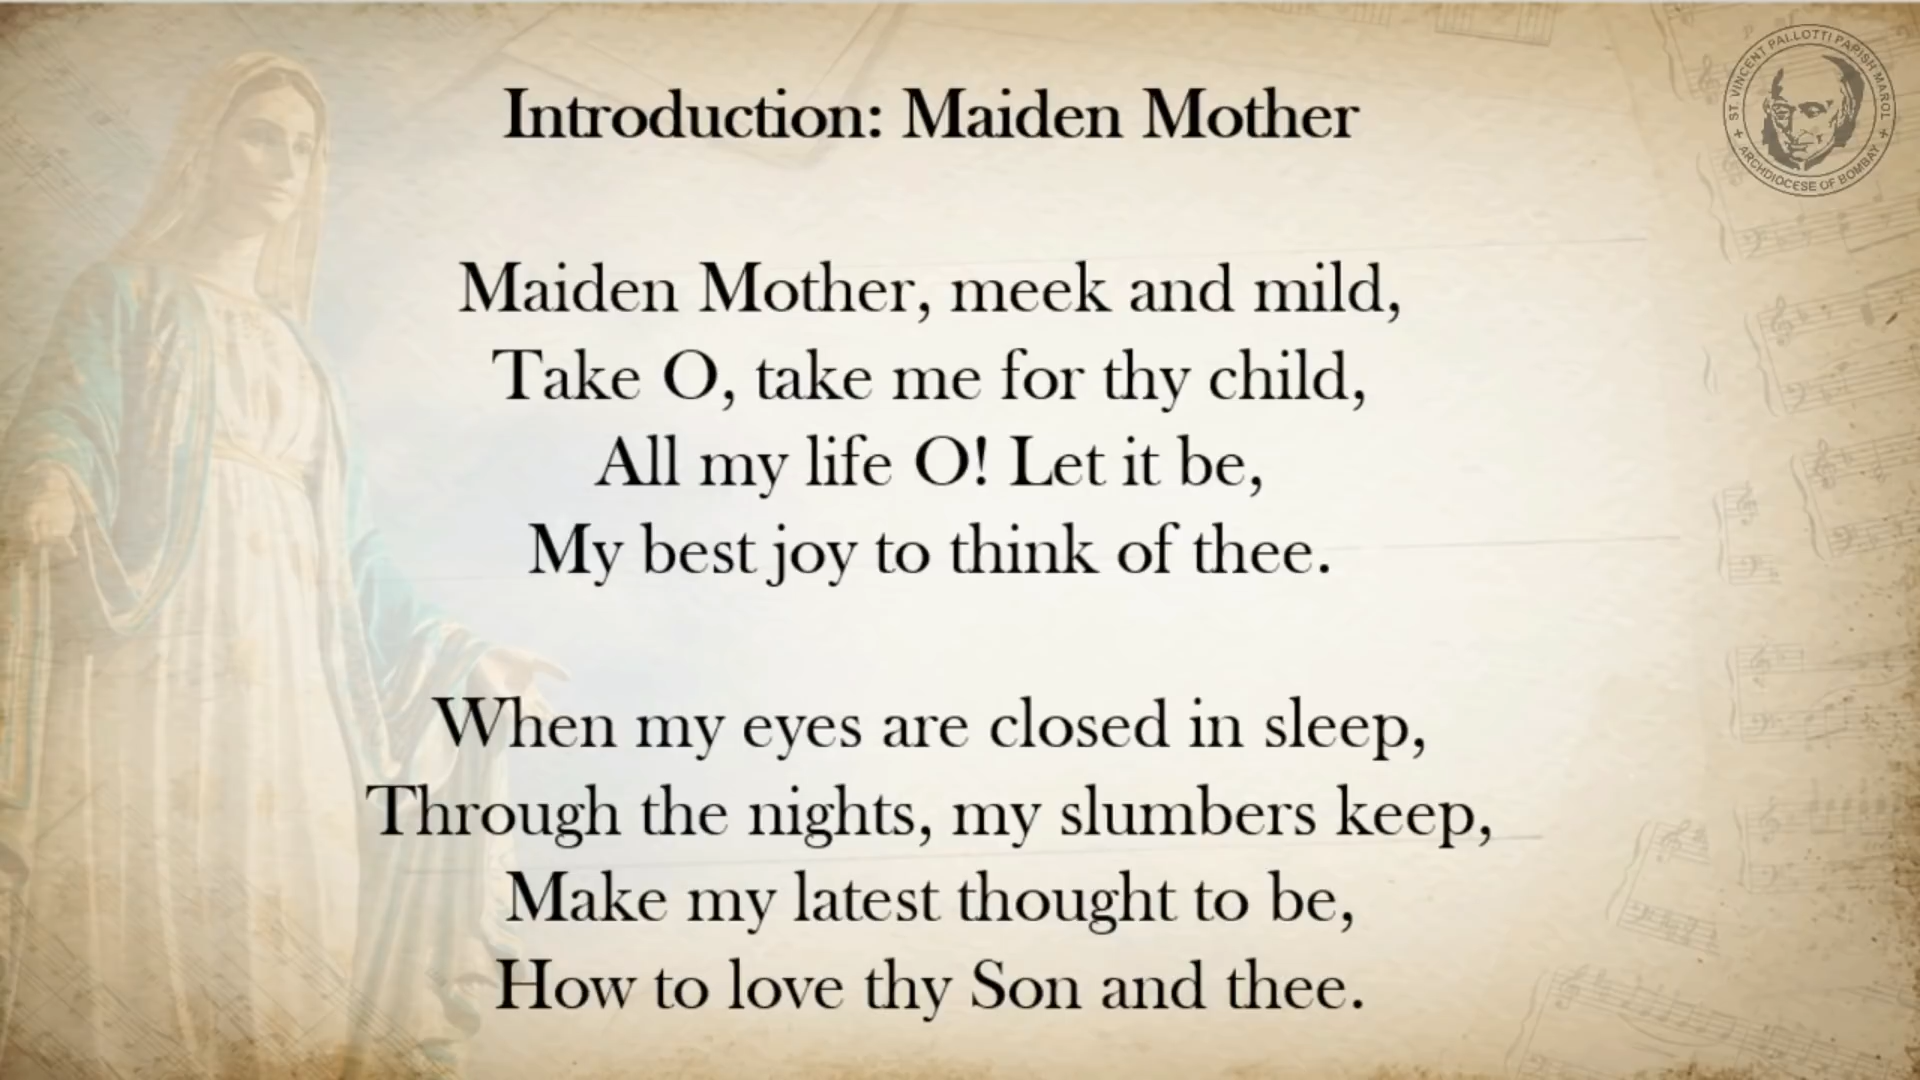 Introduction: Maiden Mother
Maiden Mother, meek and mild,
Take O, take me for thy child,
All my life O! Let it be,
My best joy to think of thee.
When my eyes are closed in sleep,
Through the nights, my slumbers keep,
Make my latest thought to be,
How to love thy Son and thee.
ST. VINCENT PALLOTTI PARISH MAROL
ARCHDIOCESE OF BOMBAY